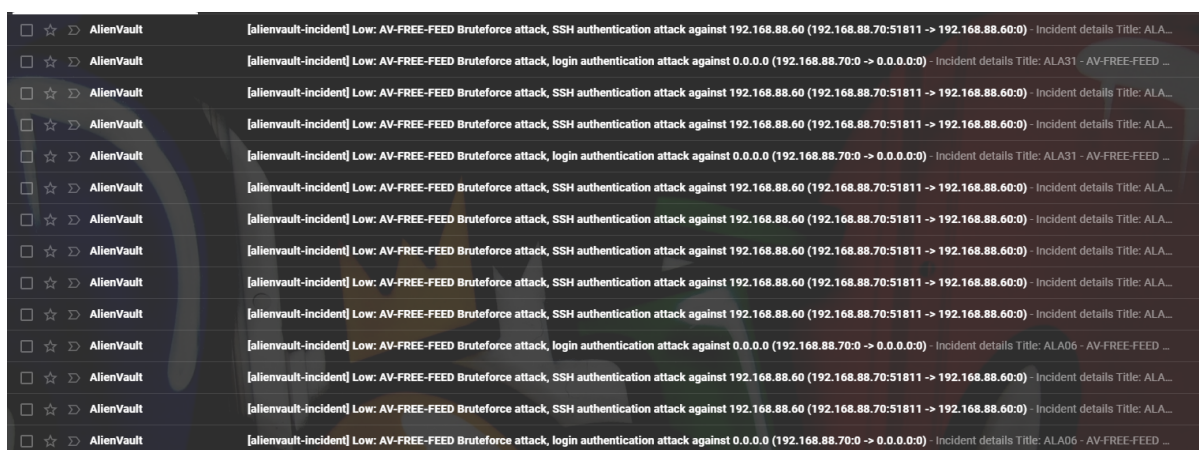 AlienVault [alienvault-incident] Low: AV-FREE-FEED Bruteforce attack, SSH authentication attack against 192.168.88.60 (192.168.88.70:51811 -> 192.168.88.60:0) - Incident details Title: ALA...
AlienVault [alienvault-incident] Low: AV-FREE-FEED Bruteforce attack, login authentication attack against 0.0.0.0 (192.168.88.70:0 -> 0.0.0.0:0) - Incident details Title: ALA31 - AV-FREE-FEED ...
AlienVault [alienvault-incident] Low: AV-FREE-FEED Bruteforce attack, SSH authentication attack against 192.168.88.60 (192.168.88.70:51811 -> 192.168.88.60:0) - Incident details Title: ALA...
AlienVault [alienvault-incident] Low: AV-FREE-FEED Bruteforce attack, SSH authentication attack against 192.168.88.60 (192.168.88.70:51811 -> 192.168.88.60:0) - Incident details Title: ALA...
AlienVault [alienvault-incident] Low: AV-FREE-FEED Bruteforce attack, login authentication attack against 0.0.0.0 (192.168.88.70:0 -> 0.0.0.0:0) - Incident details Title: ALA31 - AV-FREE-FEED ...
AlienVault [alienvault-incident] Low: AV-FREE-FEED Bruteforce attack, SSH authentication attack against 192.168.88.60 (192.168.88.70:51811 -> 192.168.88.60:0) - Incident details Title: ALA...
AlienVault [alienvault-incident] Low: AV-FREE-FEED Bruteforce attack, SSH authentication attack against 192.168.88.60 (192.168.88.70:51811 -> 192.168.88.60:0) - Incident details Title: ALA...
AlienVault [alienvault-incident] Low: AV-FREE-FEED Bruteforce attack, SSH authentication attack against 192.168.88.60 (192.168.88.70:51811 -> 192.168.88.60:0) - Incident details Title: ALA...
AlienVault [alienvault-incident] Low: AV-FREE-FEED Bruteforce attack, SSH authentication attack against 192.168.88.60 (192.168.88.70:51811 -> 192.168.88.60:0) - Incident details Title: ALA...
AlienVault [alienvault-incident] Low: AV-FREE-FEED Bruteforce attack, SSH authentication attack against 192.168.88.60 (192.168.88.70:51811 -> 192.168.88.60:0) - Incident details Title: ALA...
AlienVault [alienvault-incident] Low: AV-FREE-FEED Bruteforce attack, login authentication attack against 0.0.0.0 (192.168.88.70:0 -> 0.0.0.0:0) - Incident details Title: ALA06 - AV-FREE-FEED ...
AlienVault [alienvault-incident] Low: AV-FREE-FEED Bruteforce attack, SSH authentication attack against 192.168.88.60 (192.168.88.70:51811 -> 192.168.88.60:0) - Incident details Title: ALA...
AlienVault [alienvault-incident] Low: AV-FREE-FEED Bruteforce attack, SSH authentication attack against 192.168.88.60 (192.168.88.70:51811 -> 192.168.88.60:0) - Incident details Title: ALA...
AlienVault [alienvault-incident] Low: AV-FREE-FEED Bruteforce attack, login authentication attack against 0.0.0.0 (192.168.88.70:0 -> 0.0.0.0:0) - Incident details Title: ALA06 - AV-FREE-FEED ...